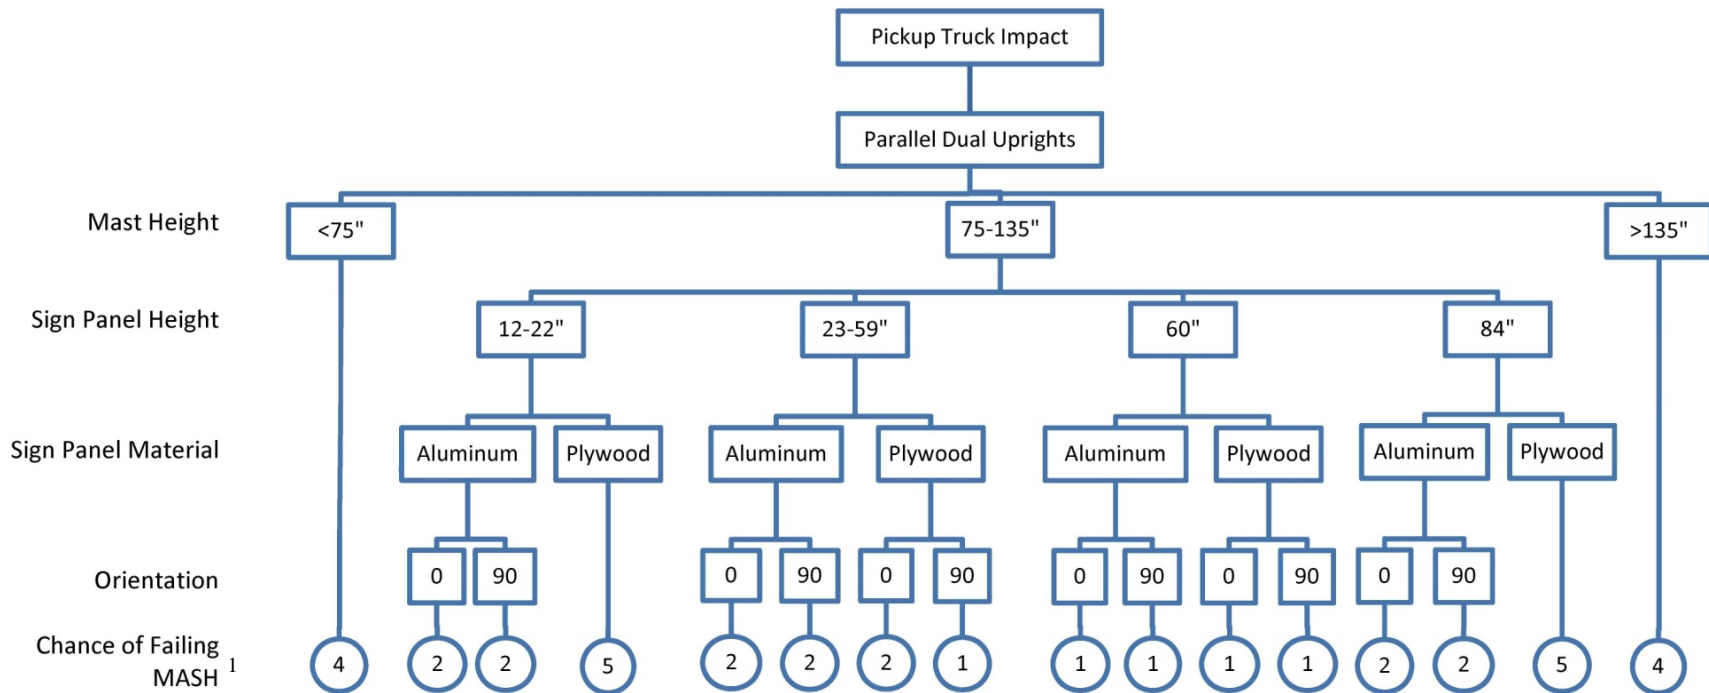 Pickup Truck Impact
Parallel Dual Uprights
Mast Height
<75"
75-135"
>135"
Sign Panel Height
12-22"
23-59"
60"
84"
Sign Panel Material
Aluminum
Plywood
Aluminum
Plywood
Aluminum
Plywood
Aluminum
Plywood
Orientation
0
90
0
90
0
90
0
90
0
90
0
90
Chance of Failing
MASH 1
4
2
2
5
2
2
2
1
1
1
1
1
2
2
5
4